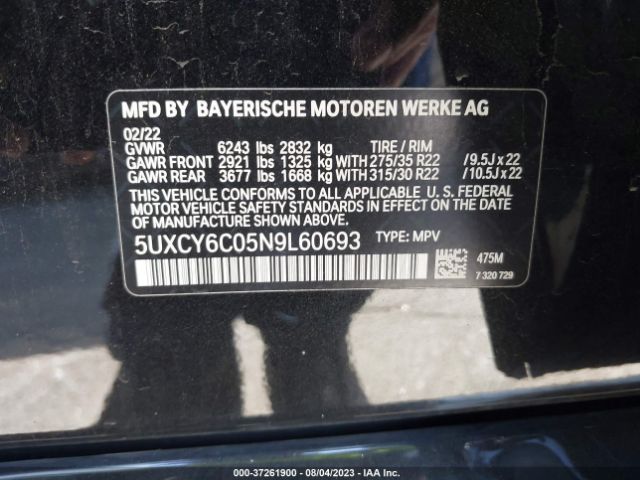 MFD BY BAYERISCHE MOTOREN WERKE AG
02/22
GVWR 6243 lbs 2832 kg TIRE / RIM
GAWR FRONT 2921 lbs 1325 kg WITH 275/35 R22 / 9.5J x 22
GAWR REAR 3677 lbs 1668 kg WITH 315/30 R22 / 10.5J x 22
THIS VEHICLE CONFORMS TO ALL APPLICABLE U. S. FEDERAL
MOTOR VEHICLE SAFETY STANDARDS IN EFFECT ON THE DATE
OF MANUFACTURE SHOWN ABOVE.
5UXCY6C05N9L60693 TYPE: MPV
475M
7 320 729
000-37261900 - 08/04/2023 - IAA Inc.